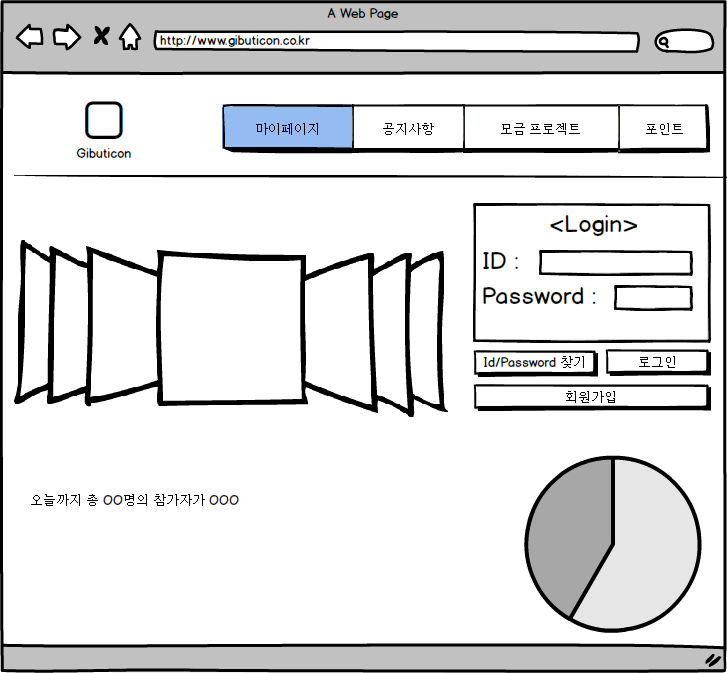 A Web Page
http://www.gibuticon.co.kr
Gibuticon
마이페이지
공지사항
모금 프로젝트
포인트
<Login>
ID :
Password :
Id/Password 찾기
로그인
회원가입
오늘까지 총 OO명의 참가자가 OOO